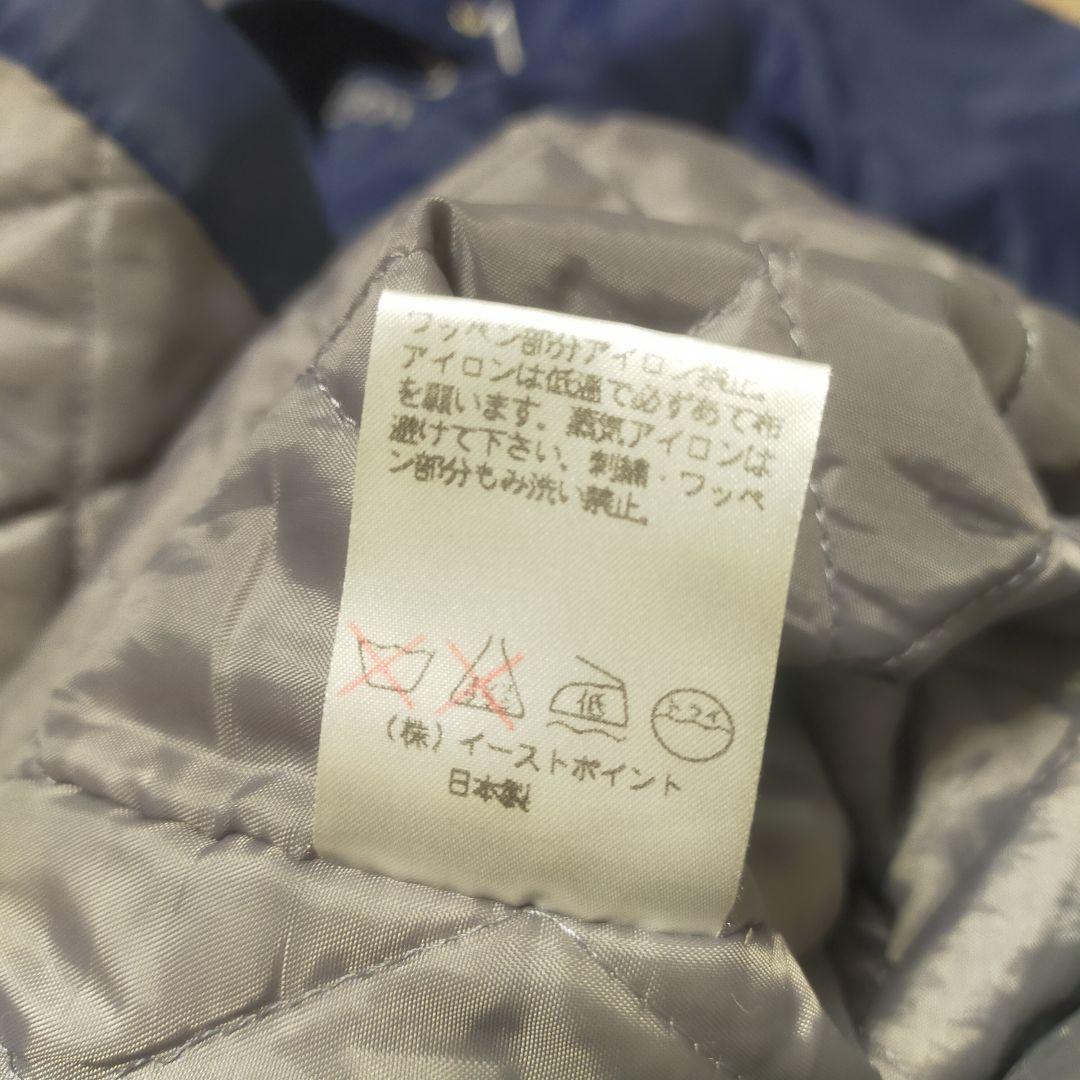 ワッペン部分アイロン禁止。
アイロンは低温で必ずあて布
を願います。蒸気アイロンは
避けて下さい、刺繍・ワッペ
ン部分もみ洗い禁止。
低
ドライ
(株)イーストポイント
日本製